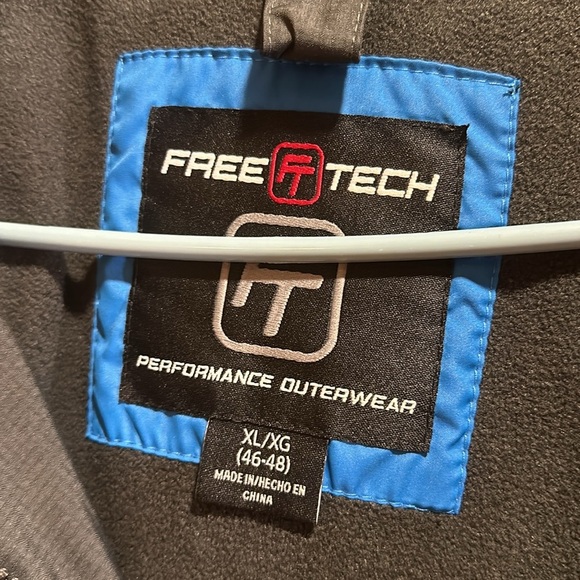 FREE FT TECH
FT
PERFORMANCE OUTERWEAR
XL/XG
(46-48)
MADE IN/HECHO EN
CHINA